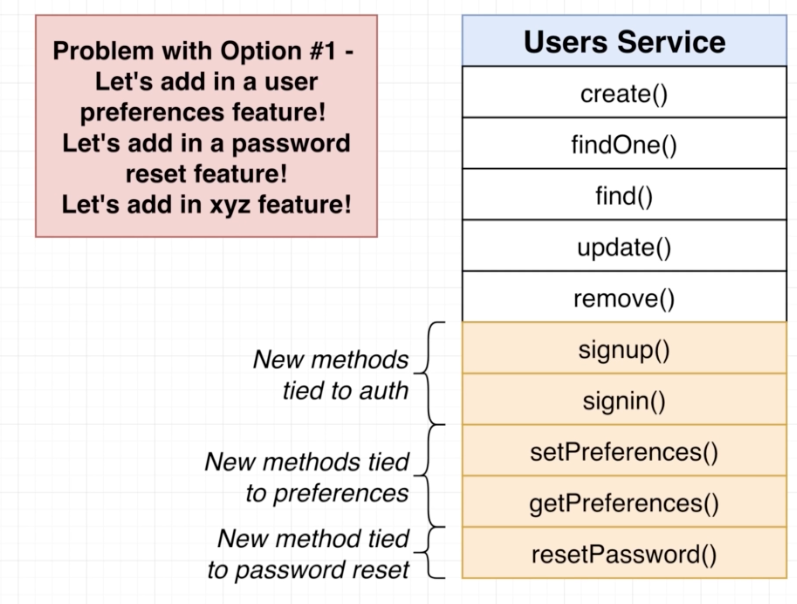 Problem with Option #1 -
Let's add in a user
preferences feature!
Let's add in a password
reset feature!
Let's add in xyz feature!
Users Service
create()
findOne()
find()
update()
remove()
New methods
tied to auth
signup()
signin()
New methods tied
to preferences
setPreferences()
getPreferences()
New method tied
to password reset
resetPassword()